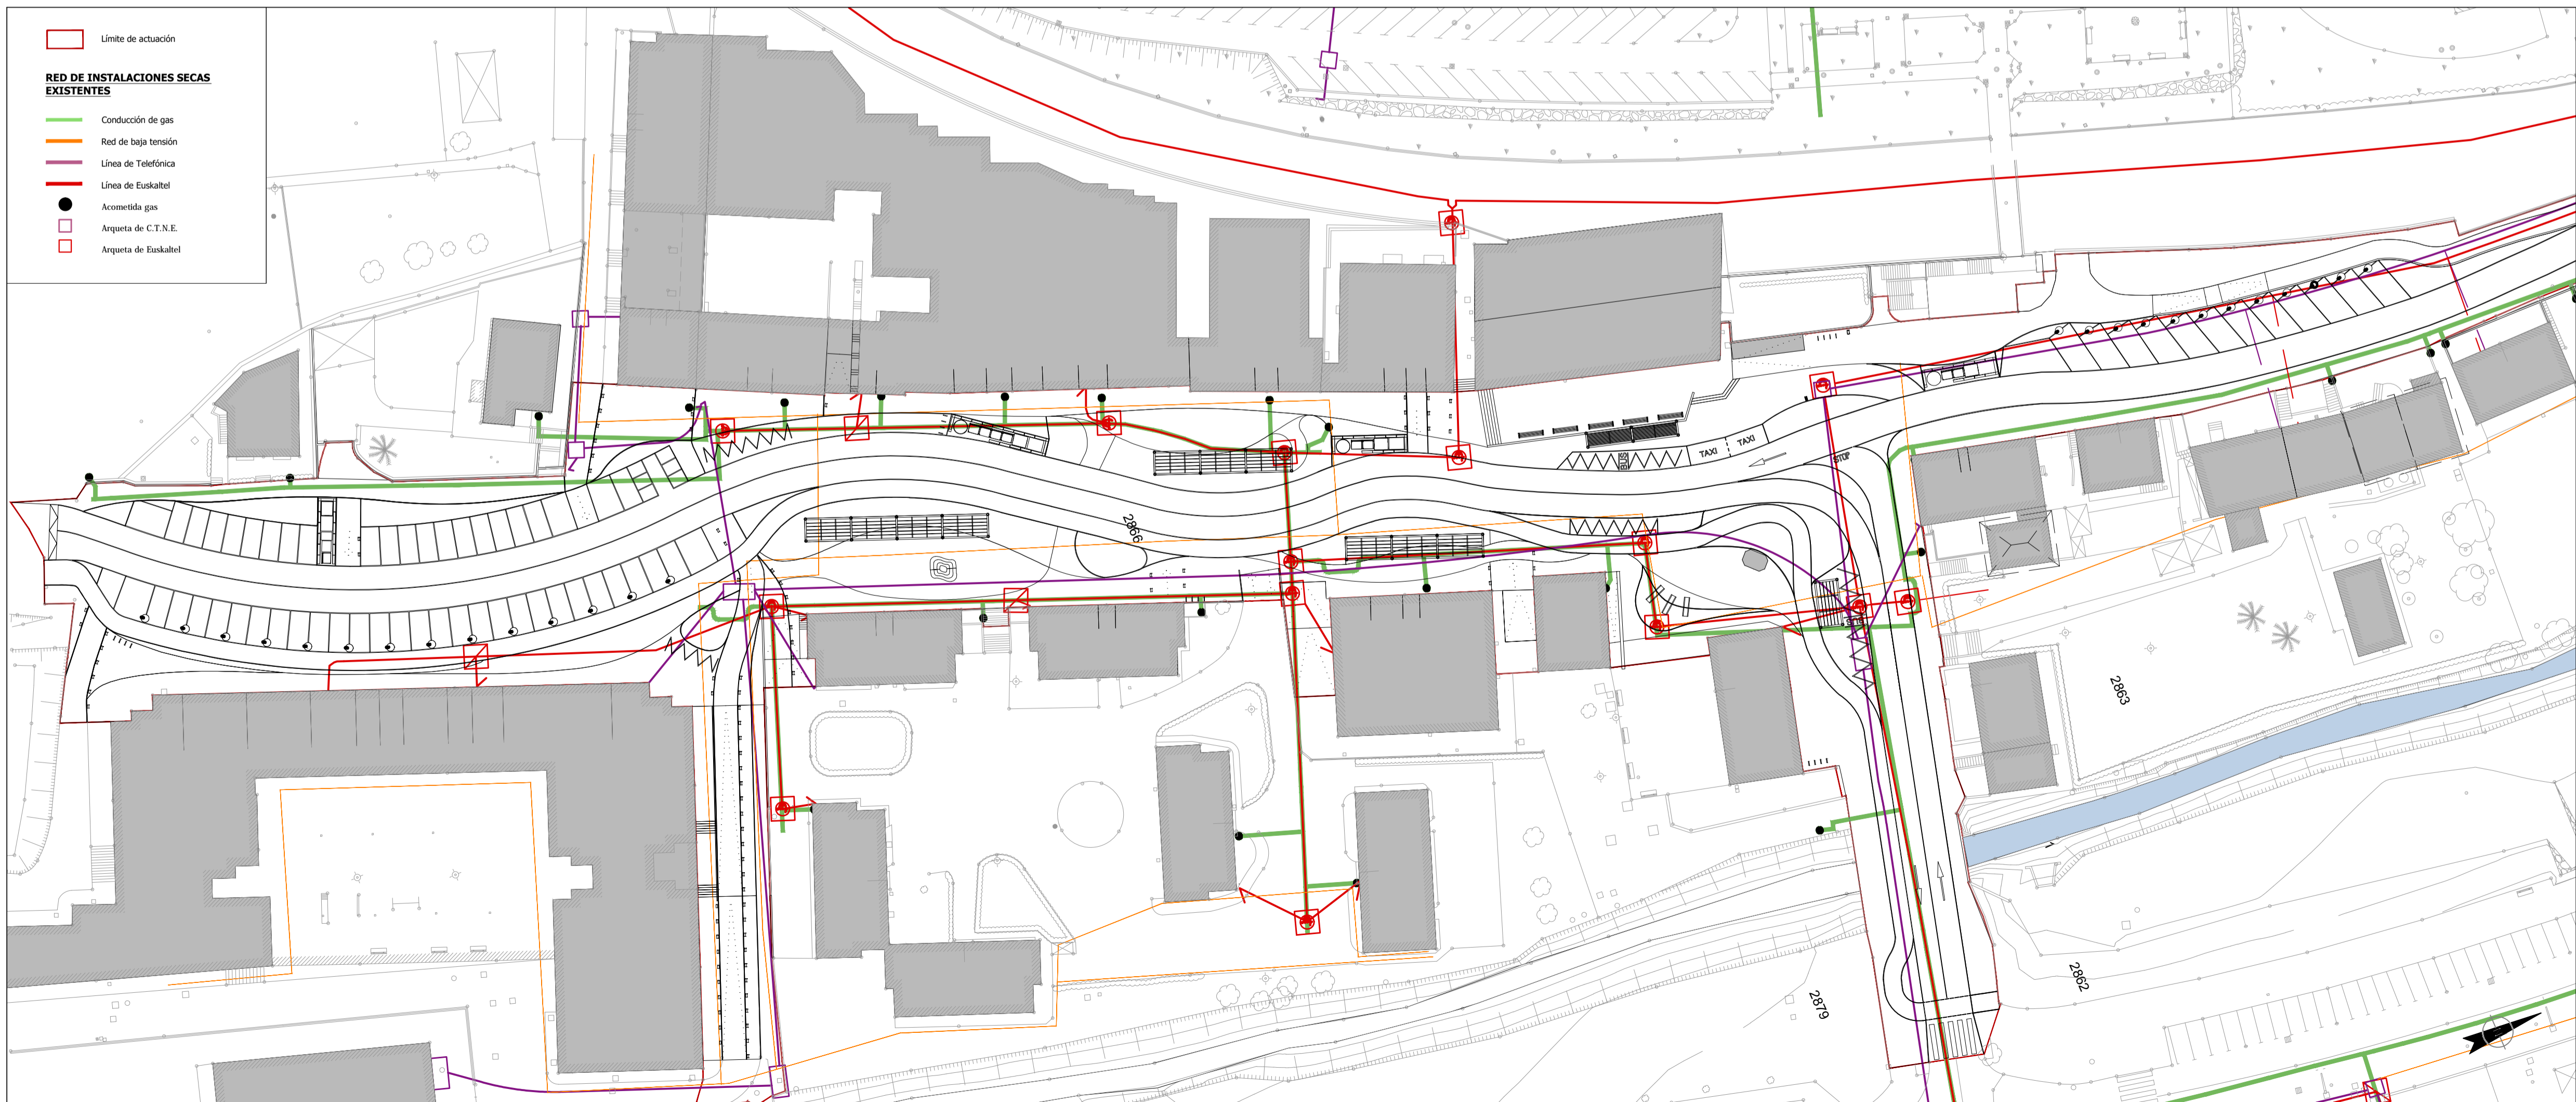 Límite de actuación
RED DE INSTALACIONES SECAS
EXISTENTES
Conducción de gas
Red de baja tensión
Línea de Telefónica
Línea de Euskaltel
Acometida gas
Arqueta de C.T.N.E.
Arqueta de Euskaltel
TAXI
TAXI
BUS
STOP
2866
2863
2862
2879